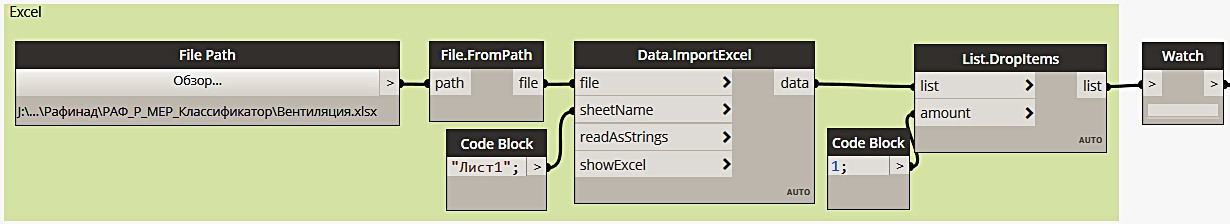 Excel
File Path
Обзор... >
J:\...\Рафинад\РАФ_Р_МЕР_Классификатор\Вентиляция.xlsx
File.FromPath
path file
Code Block
"Лист1"; >
Data.ImportExcel
file > data
sheetName >
readAsStrings >
showExcel >
AUTO
Code Block
1; >
List.DropItems
list > list
amount >
AUTO
Watch
> >